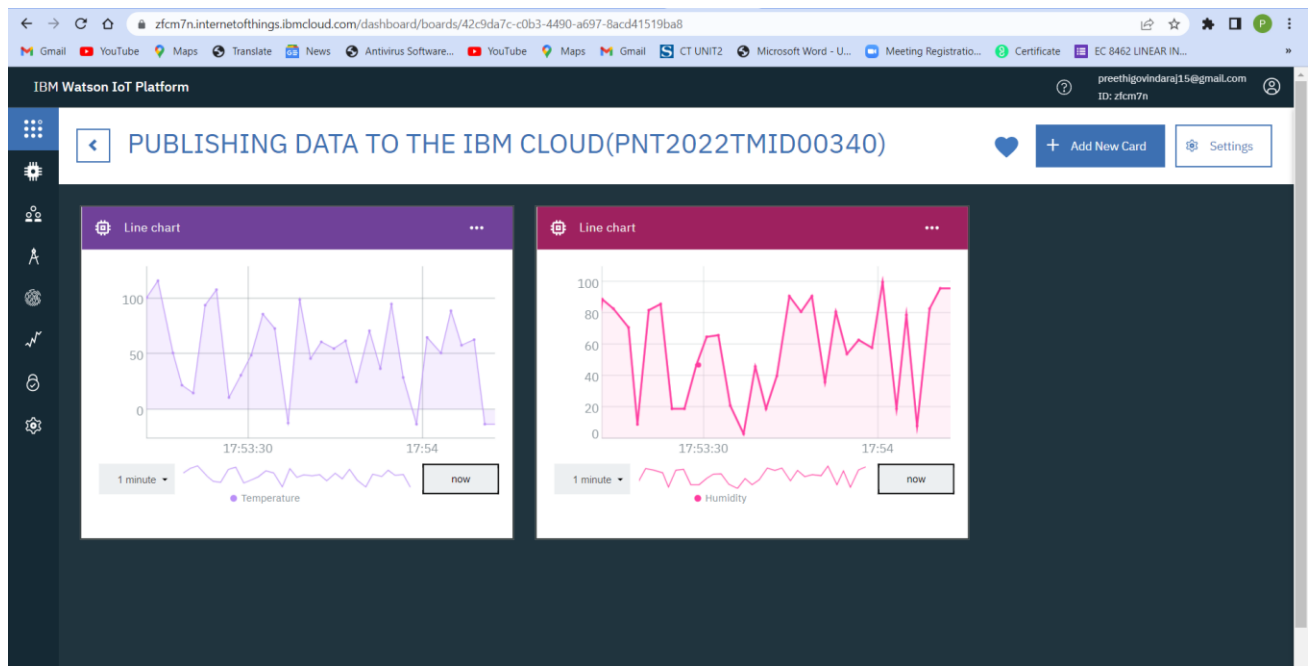 zfcm7n.internetofthings.ibmcloud.com/dashboard/boards/42c9da7c-c0b3-4490-a697-8acd41519ba8
P
Gmail YouTube Maps Translate News Antivirus Software... YouTube Maps Gmail CT UNIT2 Microsoft Word - U... Meeting Registratio... Certificate EC 8462 LINEAR IN... »
IBM Watson IoT Platform
preethigovindaraj15@gmail.com
ID: zfcm7n
PUBLISHING DATA TO THE IBM CLOUD(PNT2022TMID00340)
+ Add New Card
Settings
Line chart
100
50
0
17:53:30 17:54
1 minute
now
Temperature
Line chart
100
80
60
40
20
0
17:53:30 17:54
1 minute
now
Humidity